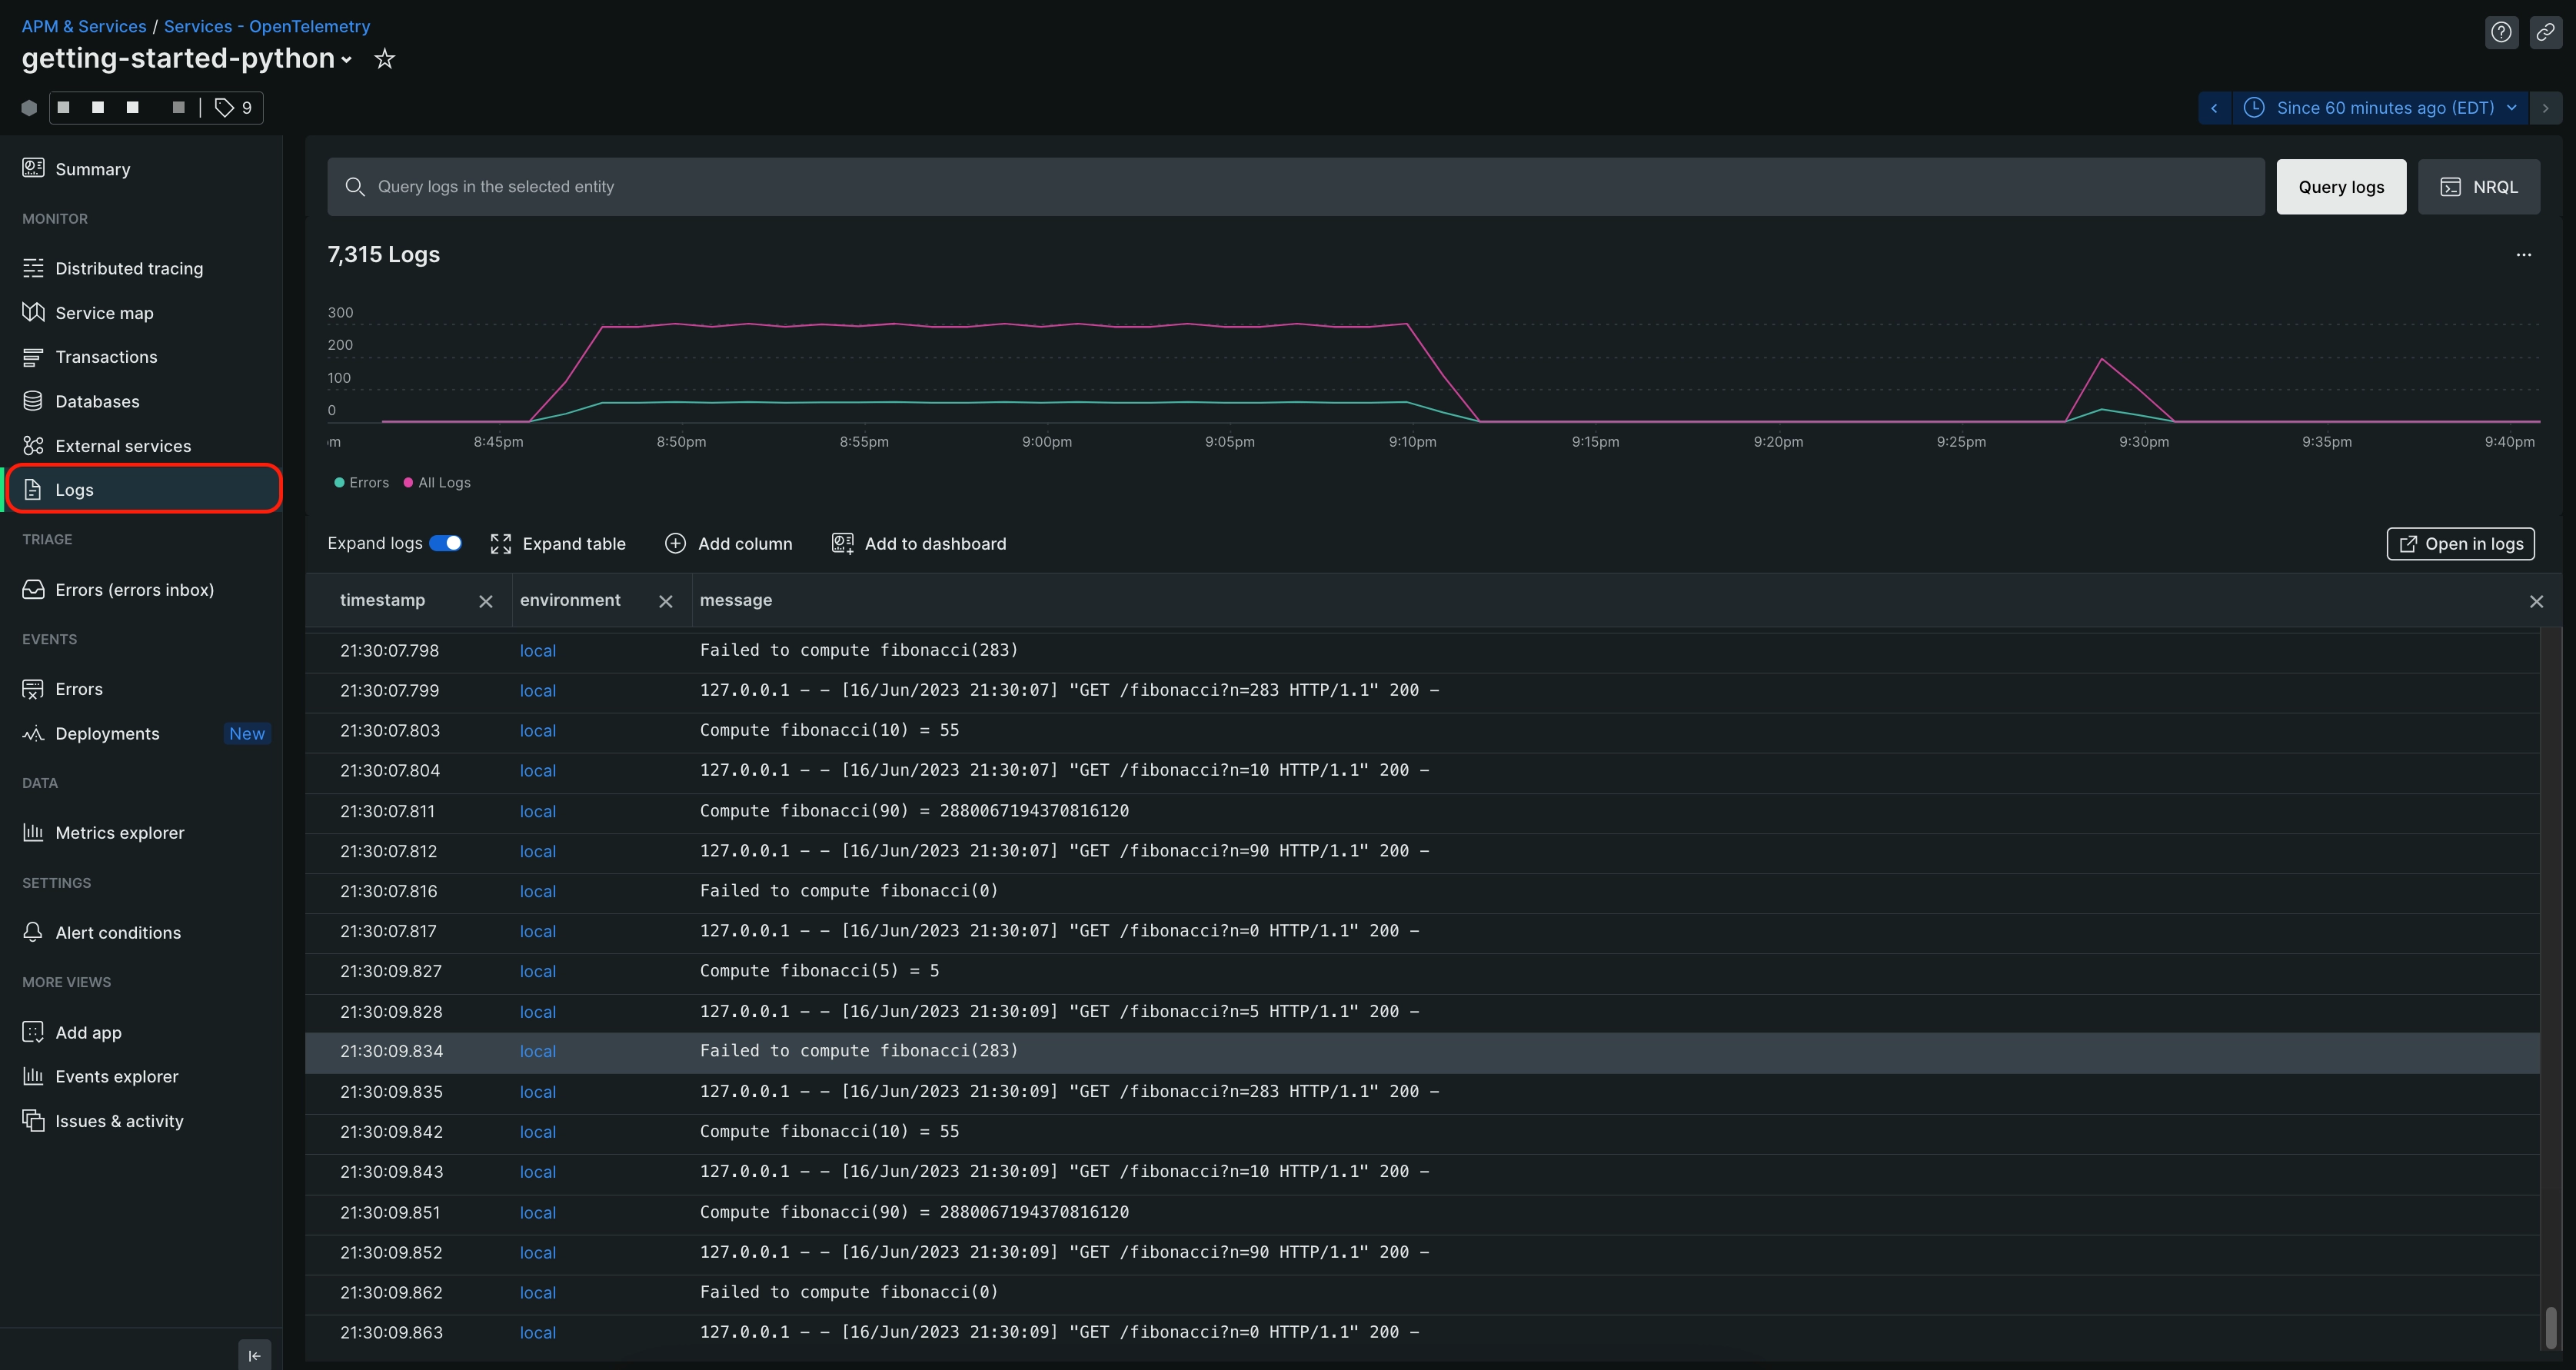 APM & Services / Services - OpenTelemetry
getting-started-python
9
Since 60 minutes ago (EDT)
Summary
MONITOR
Distributed tracing
Service map
Transactions
Databases
External services
Logs
TRIAGE
Errors (errors inbox)
EVENTS
Errors
Deployments New
DATA
Metrics explorer
SETTINGS
Alert conditions
MORE VIEWS
Add app
Events explorer
Issues & activity
Query logs in the selected entity
Query logs
NRQL
7,315 Logs
300
200
100
0
m 8:45pm 8:50pm 8:55pm 9:00pm 9:05pm 9:10pm 9:15pm 9:20pm 9:25pm 9:30pm 9:35pm 9:40pm
Errors All Logs
Expand logs Expand table Add column Add to dashboard Open in logs
timestamp environment message
21:30:07.798 local Failed to compute fibonacci(283)
21:30:07.799 local 127.0.0.1 - - [16/Jun/2023 21:30:07] "GET /fibonacci?n=283 HTTP/1.1" 200 -
21:30:07.803 local Compute fibonacci(10) = 55
21:30:07.804 local 127.0.0.1 - - [16/Jun/2023 21:30:07] "GET /fibonacci?n=10 HTTP/1.1" 200 -
21:30:07.811 local Compute fibonacci(90) = 2880067194370816120
21:30:07.812 local 127.0.0.1 - - [16/Jun/2023 21:30:07] "GET /fibonacci?n=90 HTTP/1.1" 200 -
21:30:07.816 local Failed to compute fibonacci(0)
21:30:07.817 local 127.0.0.1 - - [16/Jun/2023 21:30:07] "GET /fibonacci?n=0 HTTP/1.1" 200 -
21:30:09.827 local Compute fibonacci(5) = 5
21:30:09.828 local 127.0.0.1 - - [16/Jun/2023 21:30:09] "GET /fibonacci?n=5 HTTP/1.1" 200 -
21:30:09.834 local Failed to compute fibonacci(283)
21:30:09.835 local 127.0.0.1 - - [16/Jun/2023 21:30:09] "GET /fibonacci?n=283 HTTP/1.1" 200 -
21:30:09.842 local Compute fibonacci(10) = 55
21:30:09.843 local 127.0.0.1 - - [16/Jun/2023 21:30:09] "GET /fibonacci?n=10 HTTP/1.1" 200 -
21:30:09.851 local Compute fibonacci(90) = 2880067194370816120
21:30:09.852 local 127.0.0.1 - - [16/Jun/2023 21:30:09] "GET /fibonacci?n=90 HTTP/1.1" 200 -
21:30:09.862 local Failed to compute fibonacci(0)
21:30:09.863 local 127.0.0.1 - - [16/Jun/2023 21:30:09] "GET /fibonacci?n=0 HTTP/1.1" 200 -